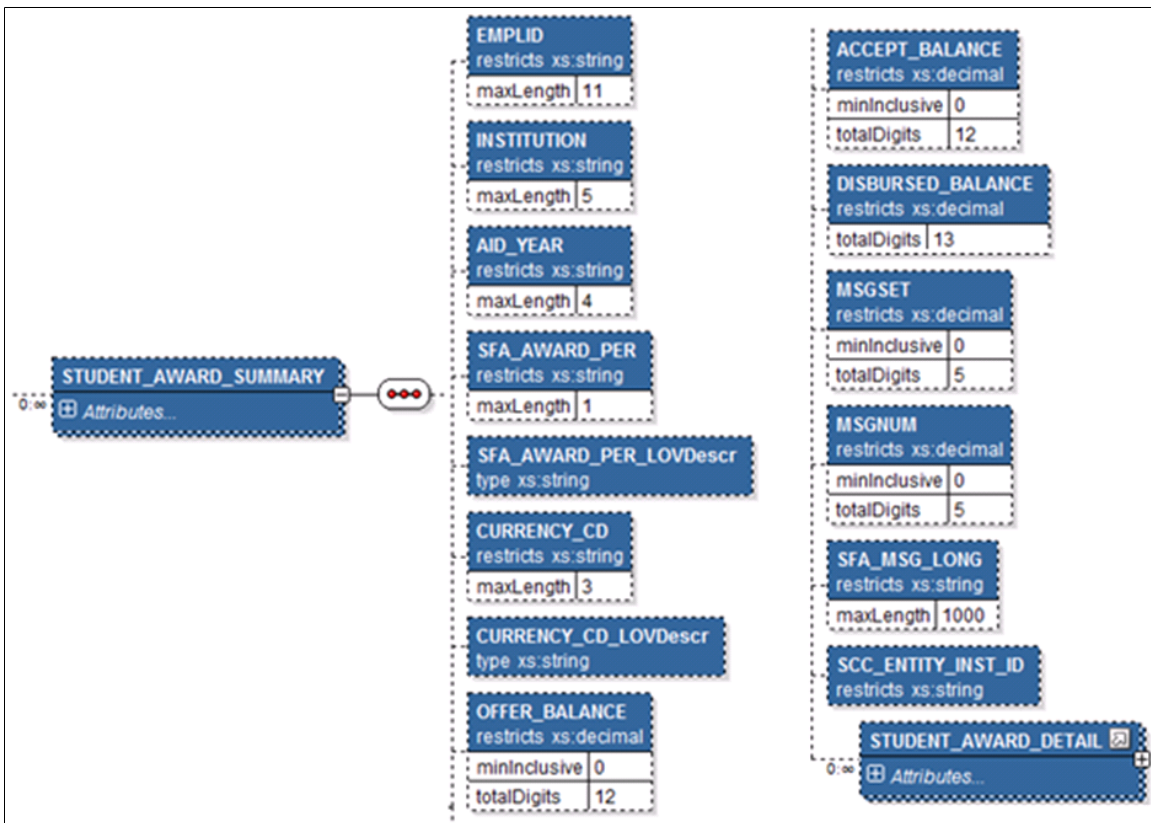 STUDENT_AWARD_SUMMARY
0:∞
Attributes...
EMPLID
restricts xs:string
maxLength 11
INSTITUTION
restricts xs:string
maxLength 5
AID_YEAR
restricts xs:string
maxLength 4
SFA_AWARD_PER
restricts xs:string
maxLength 1
SFA_AWARD_PER_LOVDescr
type xs:string
CURRENCY_CD
restricts xs:string
maxLength 3
CURRENCY_CD_LOVDescr
type xs:string
OFFER_BALANCE
restricts xs:decimal
minInclusive 0
totalDigits 12
ACCEPT_BALANCE
restricts xs:decimal
minInclusive 0
totalDigits 12
DISBURSED_BALANCE
restricts xs:decimal
totalDigits 13
MSGSET
restricts xs:decimal
minInclusive 0
totalDigits 5
MSGNUM
restricts xs:decimal
minInclusive 0
totalDigits 5
SFA_MSG_LONG
restricts xs:string
maxLength 1000
SCC_ENTITY_INST_ID
restricts xs:string
STUDENT_AWARD_DETAIL
0:∞
Attributes...